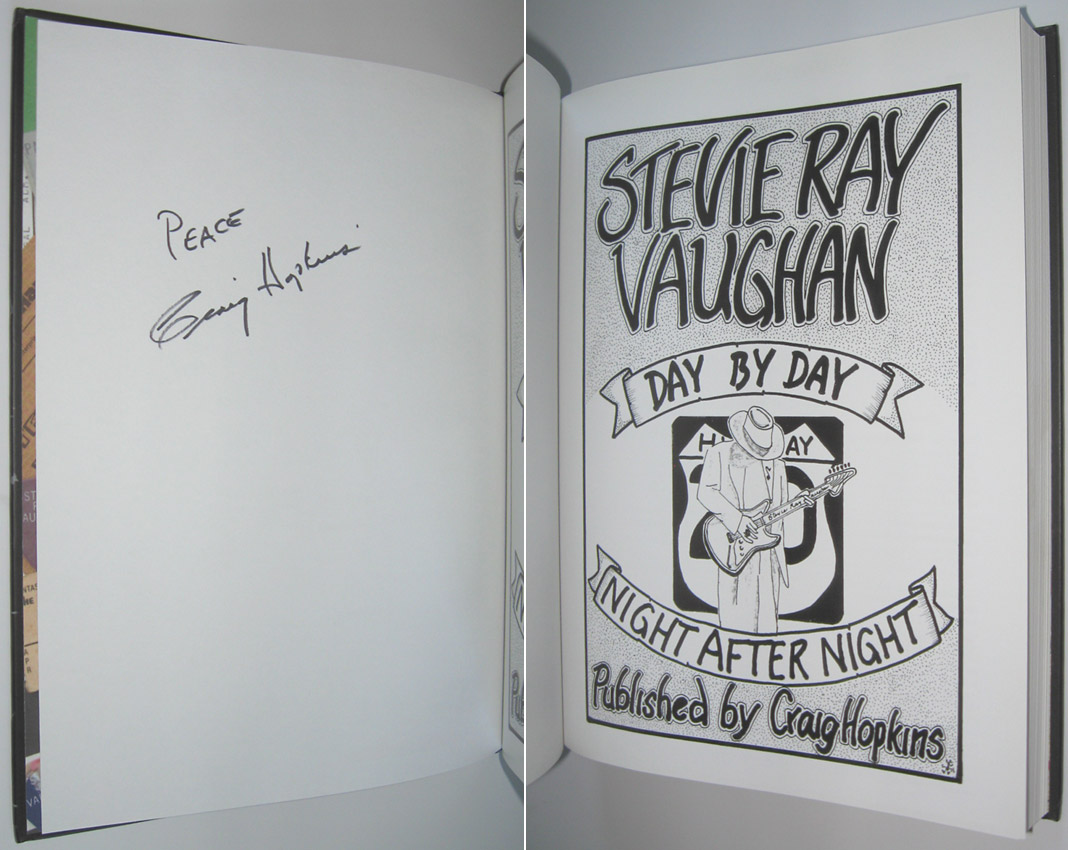 PEACE
Craig Hopkins
STEVIE RAY
VAUGHAN
DAY BY DAY
NIGHT AFTER NIGHT
Published by Craig Hopkins